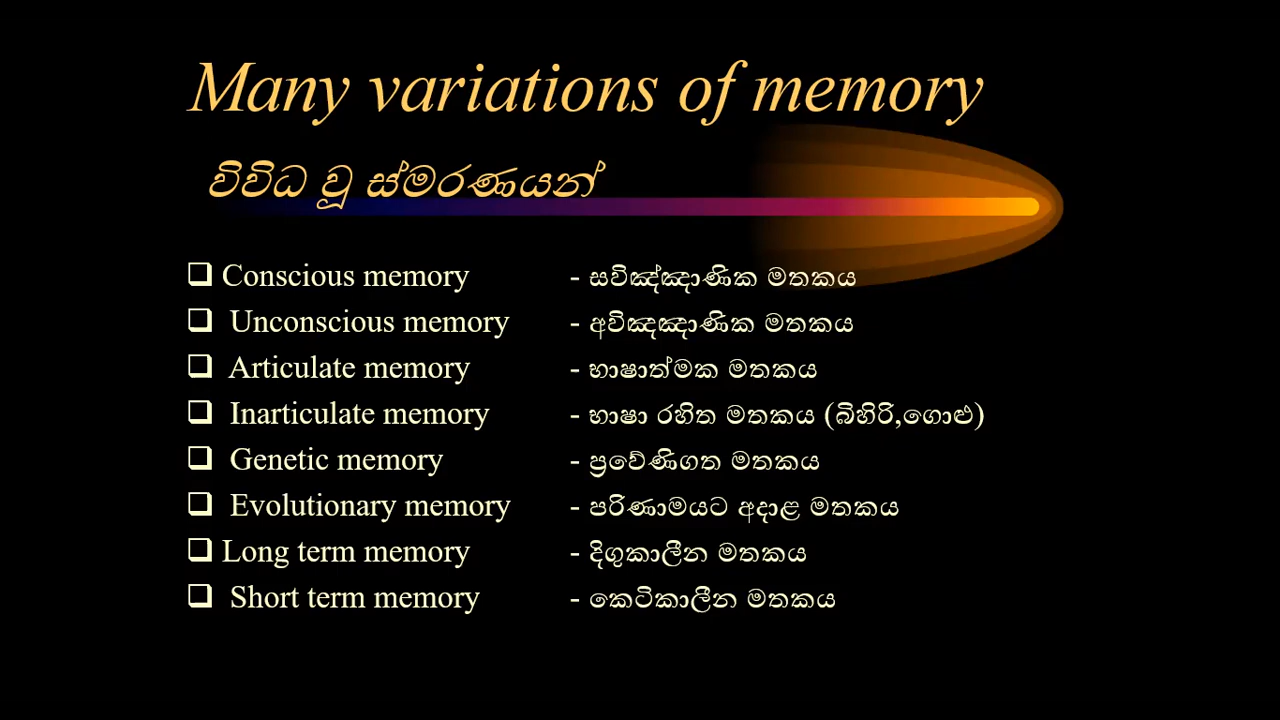 Many variations of memory
විවිධ වූ ස්මරණයන්
❑ Conscious memory - සවිඤ්ඤාණික මතකය
❑ Unconscious memory - අවිඤඤාණික මතකය
❑ Articulate memory - භාෂාත්මක මතකය
❑ Inarticulate memory - භාෂා රහිත මතකය (බිහිරි,ගොළු)
❑ Genetic memory - ප්‍රවේණිගත මතකය
❑ Evolutionary memory - පරිණාමයට අදාළ මතකය
❑ Long term memory - දිගුකාලීන මතකය
❑ Short term memory - කෙටිකාලීන මතකය